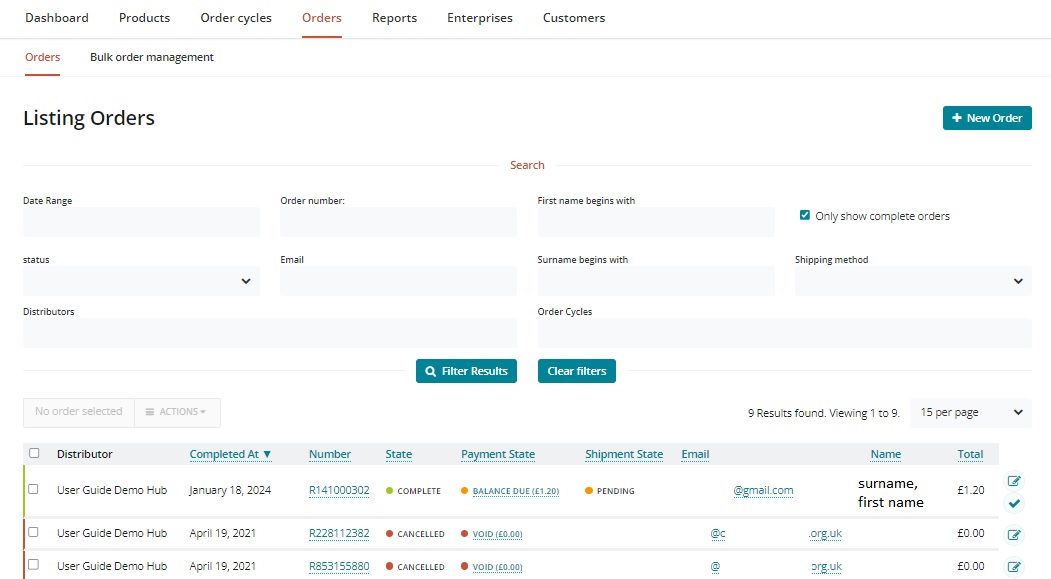 Dashboard Products Order cycles Orders Reports Enterprises Customers
Orders Bulk order management
Listing Orders
New Order
Search
Date Range Order number: First name begins with
Only show complete orders
status Email Surname begins with Shipping method
Distributors Order Cycles
Filter Results Clear filters
No order selected ACTIONS 9 Results found. Viewing 1 to 9. 15 per page
Distributor Completed At ▼ Number State Payment State Shipment State Email Name Total
User Guide Demo Hub January 18, 2024 R141000302 COMPLETE BALANCE DUE (£1.20) PENDING @gmail.com surname, £1.20
first name
User Guide Demo Hub April 19, 2021 R228112382 CANCELLED VOID (£0.00) @c .org.uk £0.00
User Guide Demo Hub April 19, 2021 R853155880 CANCELLED VOID (£0.00) @ org.uk £0.00